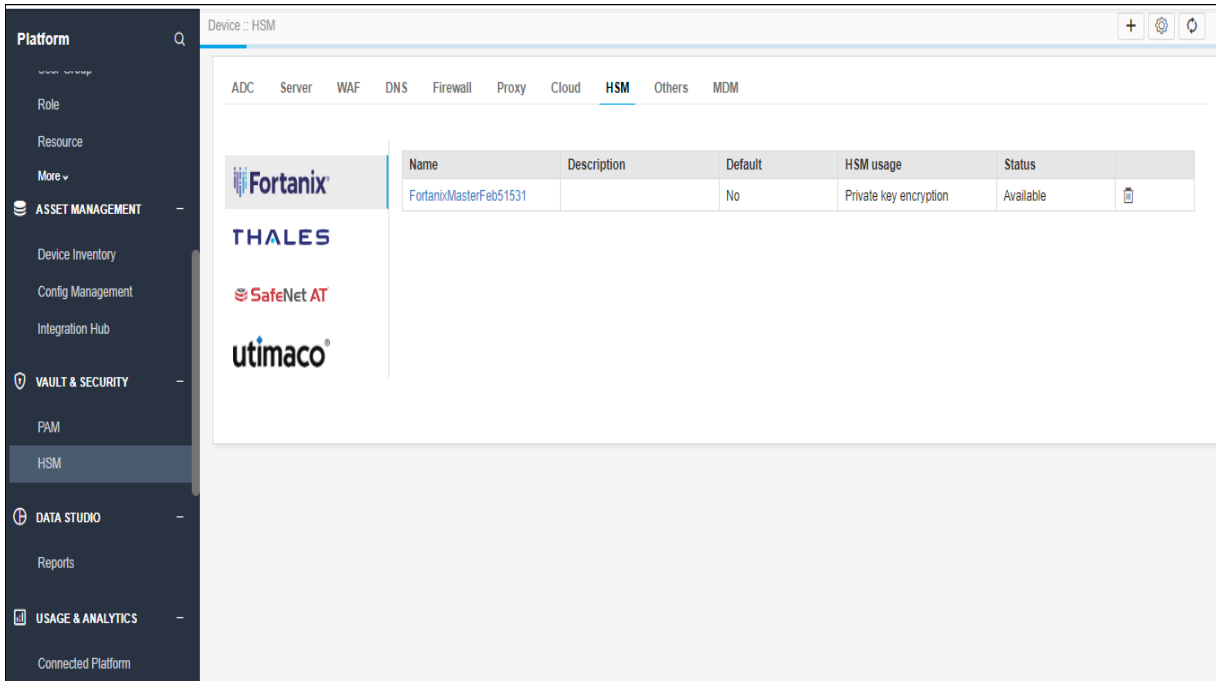 Platform
Device :: HSM
User Group
Role
Resource
More
ASSET MANAGEMENT
Device Inventory
Config Management
Integration Hub
VAULT & SECURITY
PAM
HSM
DATA STUDIO
Reports
USAGE & ANALYTICS
Connected Platform
ADC Server WAF DNS Firewall Proxy Cloud HSM Others MDM
Fortanix®
THALES
SafeNet AT
utimaco®
Name Description Default HSM usage Status
FortanixMasterFeb51531 No Private key encryption Available